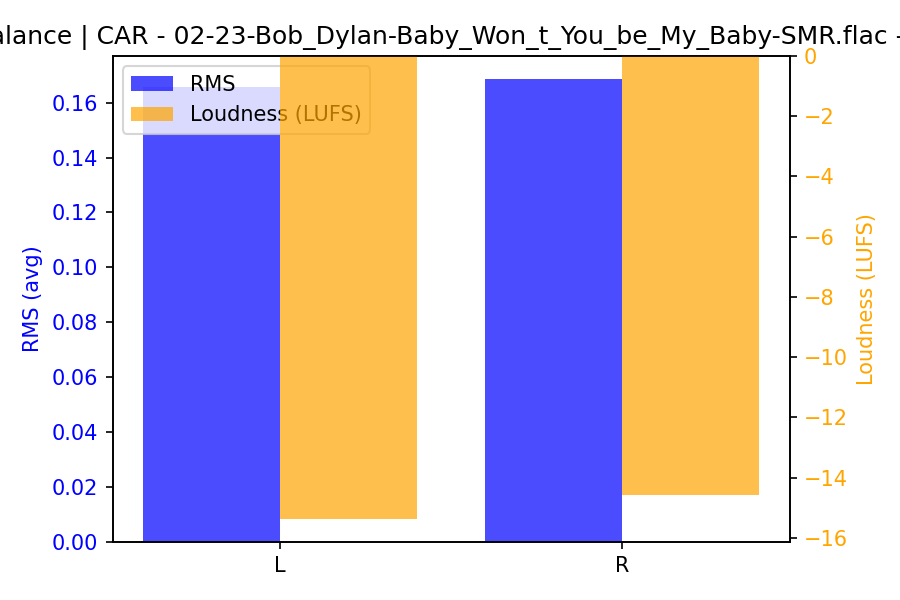 alance | CAR - 02-23-Bob_Dylan-Baby_Won_t_You_be_My_Baby-SMR.flac -
RMS
Loudness (LUFS)
RMS (avg)
0.16
0.14
0.12
0.10
0.08
0.06
0.04
0.02
0.00
L
R
0
−2
−4
−6
−8
−10
−12
−14
−16
Loudness (LUFS)